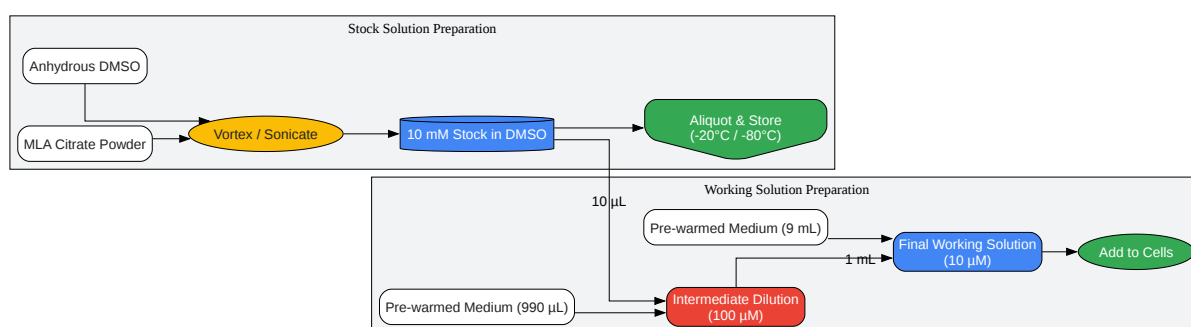 Stock Solution Preparation
Anhydrous DMSO
MLA Citrate Powder
Vortex / Sonicate
10 mM Stock in DMSO
Aliquot & Store
(-20°C / -80°C)
Working Solution Preparation
10 µL
Pre-warmed Medium (9 mL)
Final Working Solution
(10 µM)
Add to Cells
1 mL
Pre-warmed Medium (990 µL)
Intermediate Dilution
(100 µM)